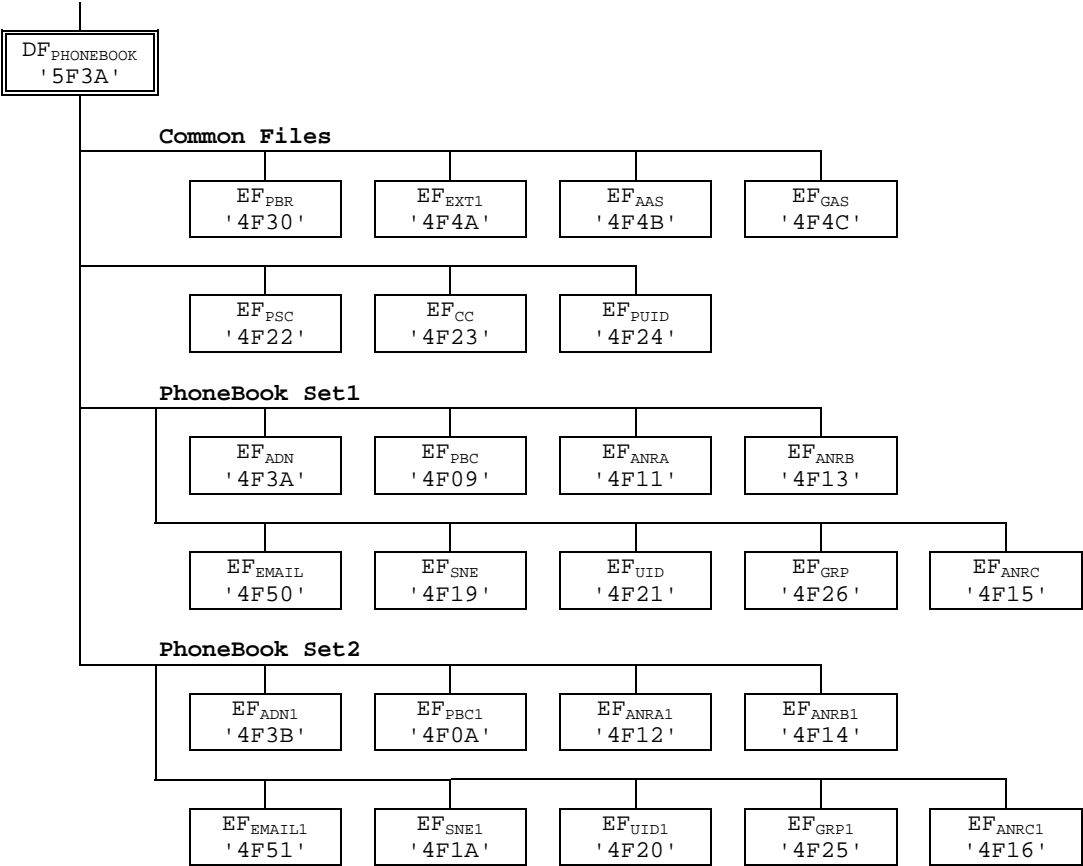 DFPHONEBOOK
'5F3A'
Common Files
EFPBR EFEXT1 EFAAS EFGAS
'4F30' '4F4A' '4F4B' '4F4C'
EFPSC EFCC EFPUID
'4F22' '4F23' '4F24'
PhoneBook Set1
EFADN EFPBC EFANRA EFANRB
'4F3A' '4F09' '4F11' '4F13'
EFEMAIL EFSNE EFUID EFGRP EFANRC
'4F50' '4F19' '4F21' '4F26' '4F15'
PhoneBook Set2
EFADN1 EFPBC1 EFANRA1 EFANRB1
'4F3B' '4F0A' '4F12' '4F14'
EFEMAIL1 EFSNE1 EFUID1 EFGRP1 EFANRC1
'4F51' '4F1A' '4F20' '4F25' '4F16'